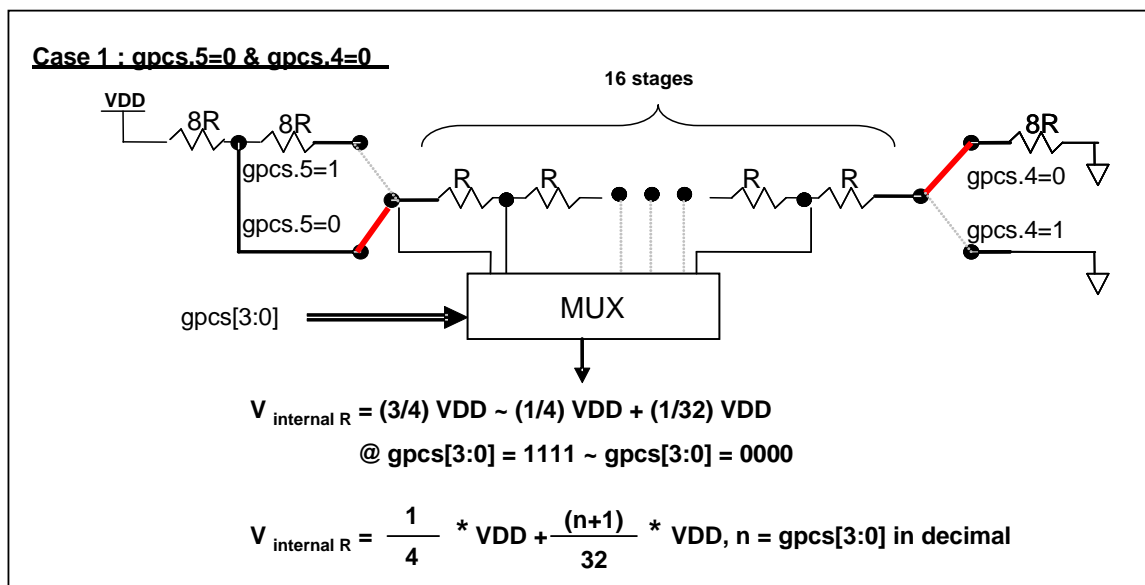 Case 1 : gpcs.5=0 & gpcs.4=0
16 stages
VDD
8R 8R 8R
gpcs.5=1 R R R R gpcs.4=0
gpcs.5=0 gpcs.4=1
gpcs[3:0] MUX
V internal R = (3/4) VDD ~ (1/4) VDD + (1/32) VDD
@ gpcs[3:0] = 1111 ~ gpcs[3:0] = 0000
V internal R = 1/4 * VDD + (n+1)/32 * VDD, n = gpcs[3:0] in decimal